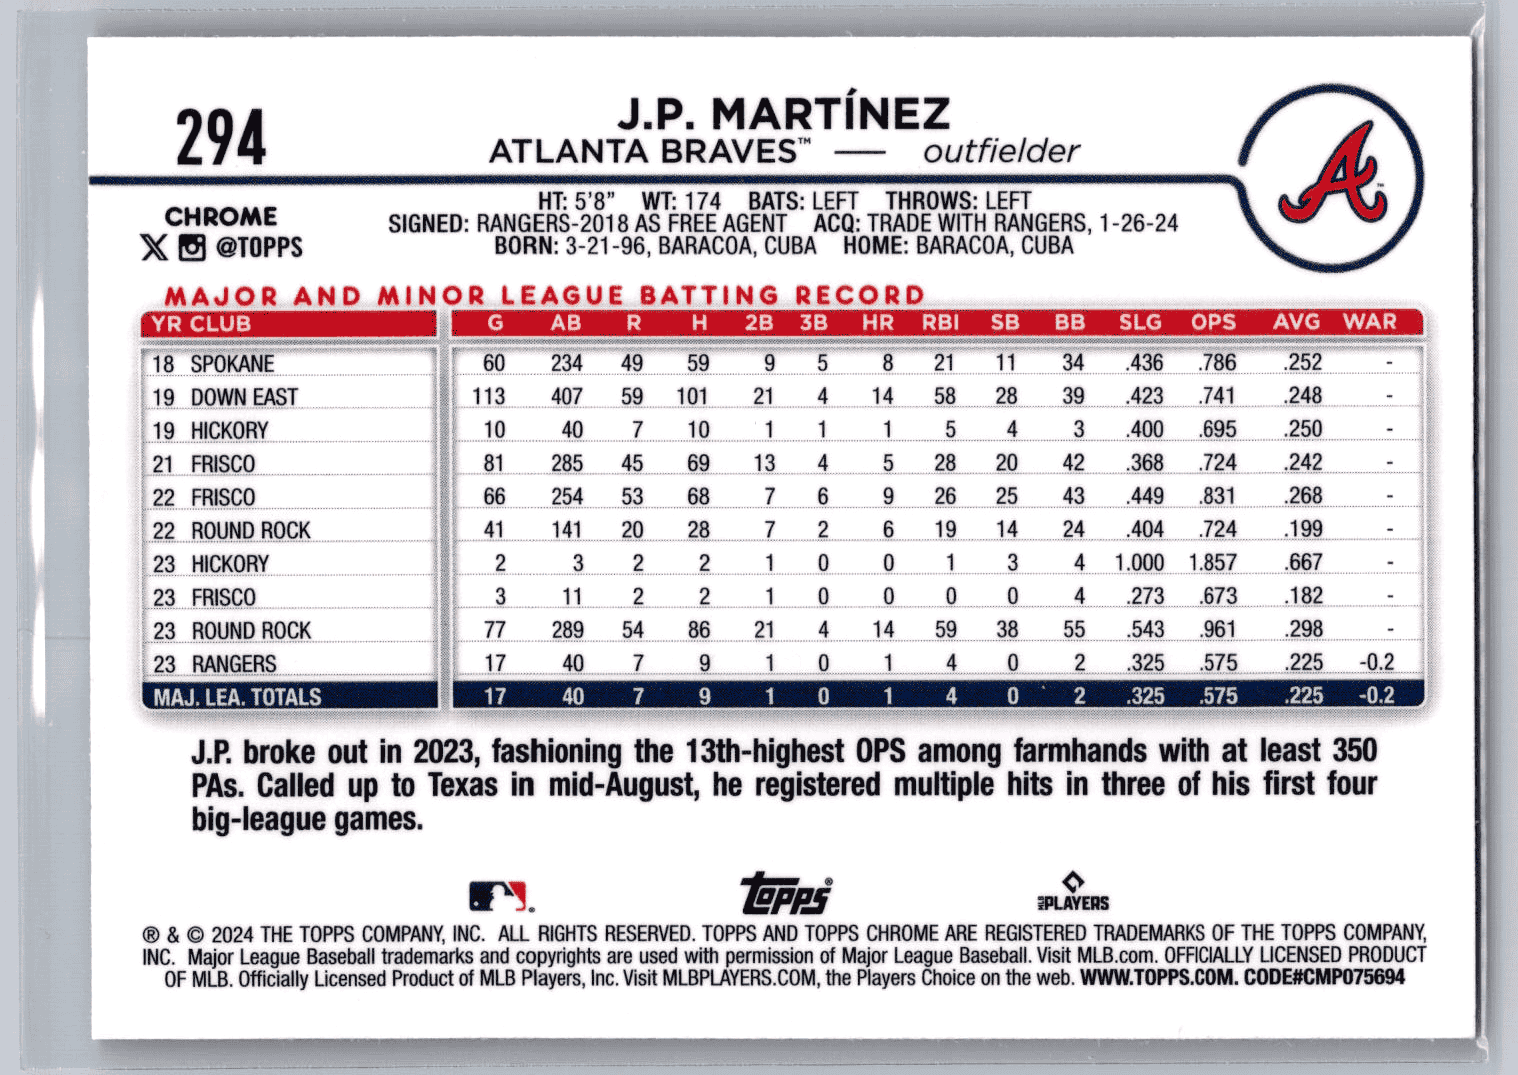 294
J.P. MARTÍNEZ
ATLANTA BRAVES™ — outfielder
A™
HT: 5'8" WT: 174 BATS: LEFT THROWS: LEFT
SIGNED: RANGERS-2018 AS FREE AGENT ACQ: TRADE WITH RANGERS, 1-26-24
BORN: 3-21-96, BARACOA, CUBA HOME: BARACOA, CUBA
CHROME
X @TOPPS
MAJOR AND MINOR LEAGUE BATTING RECORD
YR CLUB G AB R H 2B 3B HR RBI SB BB SLG OPS AVG WAR
18 SPOKANE 60 234 49 59 9 5 8 21 11 34 .436 .786 .252 -
19 DOWN EAST 113 407 59 101 21 4 14 58 28 39 .423 .741 .248 -
19 HICKORY 10 40 7 10 1 1 1 5 4 3 .400 .695 .250 -
21 FRISCO 81 285 45 69 13 4 5 28 20 42 .368 .724 .242 -
22 FRISCO 66 254 53 68 7 6 9 26 25 43 .449 .831 .268 -
22 ROUND ROCK 41 141 20 28 7 2 6 19 14 24 .404 .724 .199 -
23 HICKORY 2 3 2 2 1 0 0 1 3 4 1.000 1.857 .667 -
23 FRISCO 3 11 2 2 1 0 0 0 0 4 .273 .673 .182 -
23 ROUND ROCK 77 289 54 86 21 4 14 59 38 55 .543 .961 .298 -
23 RANGERS 17 40 7 9 1 0 1 4 0 2 .325 .575 .225 -0.2
MAJ. LEA. TOTALS 17 40 7 9 1 0 1 4 0 2 .325 .575 .225 -0.2
J.P. broke out in 2023, fashioning the 13th-highest OPS among farmhands with at least 350
PAs. Called up to Texas in mid-August, he registered multiple hits in three of his first four
big-league games.
Topps® MLB PLAYERS
® & © 2024 THE TOPPS COMPANY, INC. ALL RIGHTS RESERVED. TOPPS AND TOPPS CHROME ARE REGISTERED TRADEMARKS OF THE TOPPS COMPANY,
INC. Major League Baseball trademarks and copyrights are used with permission of Major League Baseball. Visit MLB.com. OFFICIALLY LICENSED PRODUCT
OF MLB. Officially Licensed Product of MLB Players, Inc. Visit MLBPLAYERS.COM, the Players Choice on the web. WWW.TOPPS.COM. CODE#CMP075694